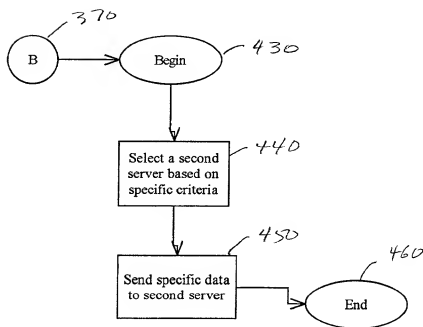 370
430
B
Begin
440
Select a second
server based on
specific criteria
450
460
Send specific data
to second server
End